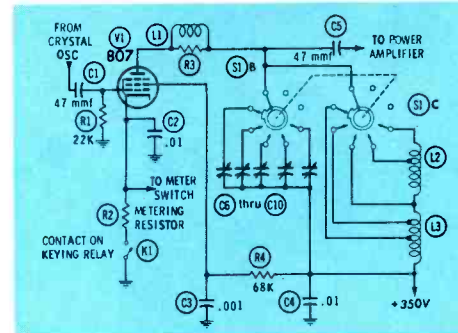 FROM
CRYSTAL
OSC
C1
47 mmf
R1
22K
V1
807
L1
R3
C5
47 mmf
TO POWER
AMPLIFIER
S1 B
S1 C
C2
.01
TO METER
SWITCH
METERING
RESISTOR
R2
CONTACT ON
KEYING RELAY
K1
C6 thru C10
L2
L3
R4
68K
C3
.001
C4
.01
+350V